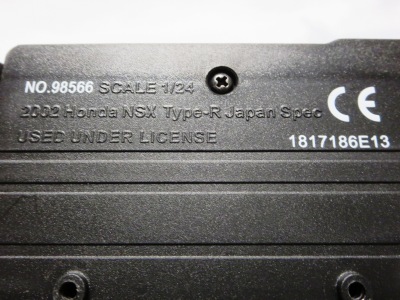 NO.98566 SCALE 1/24
2002 Honda NSX Type-R Japan Spec
USED UNDER LICENSE
CE
1817186E13